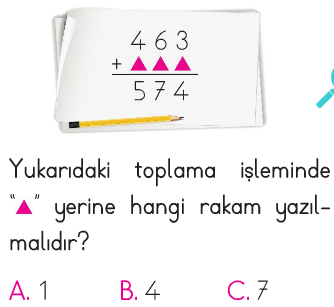 463
+ ▲▲▲
574
Yukarıdaki toplama işleminde
"▲" yerine hangi rakam yazıl-
malıdır?
A. 1 B. 4 C. 7